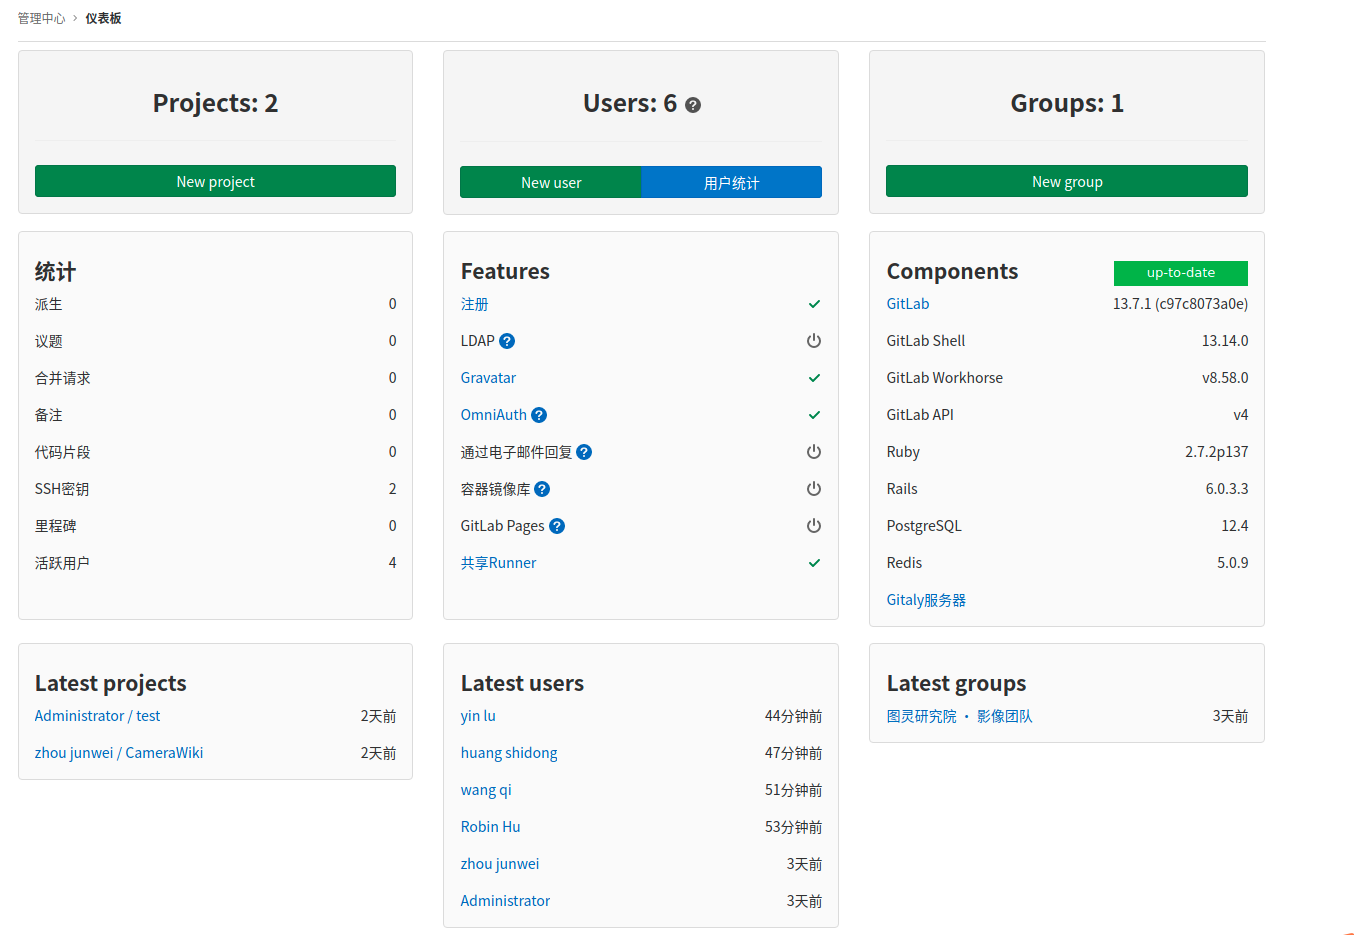 管理中心 › 仪表板
Projects: 2
New project
Users: 6 ?
New user 用户统计
Groups: 1
New group
统计
派生 0
议题 0
合并请求 0
备注 0
代码片段 0
SSH密钥 2
里程碑 0
活跃用户 4
Features
注册
LDAP ?
Gravatar
OmniAuth ?
通过电子邮件回复 ?
容器镜像库 ?
GitLab Pages ?
共享Runner
Components up-to-date
GitLab 13.7.1 (c97c8073a0e)
GitLab Shell 13.14.0
GitLab Workhorse v8.58.0
GitLab API v4
Ruby 2.7.2p137
Rails 6.0.3.3
PostgreSQL 12.4
Redis 5.0.9
Gitaly服务器
Latest projects
Administrator / test 2天前
zhou junwei / CameraWiki 2天前
Latest users
yin lu 44分钟前
huang shidong 47分钟前
wang qi 51分钟前
Robin Hu 53分钟前
zhou junwei 3天前
Administrator 3天前
Latest groups
图灵研究院 · 影像团队 3天前